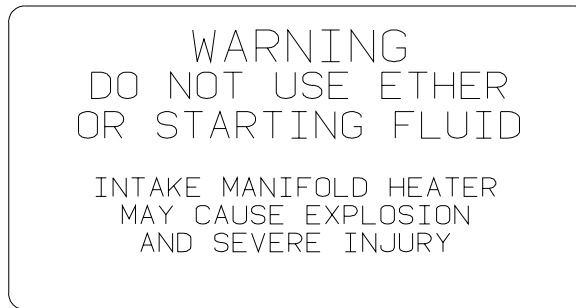 WARNING
DO NOT USE ETHER
OR STARTING FLUID
INTAKE MANIFOLD HEATER
MAY CAUSE EXPLOSION
AND SEVERE INJURY